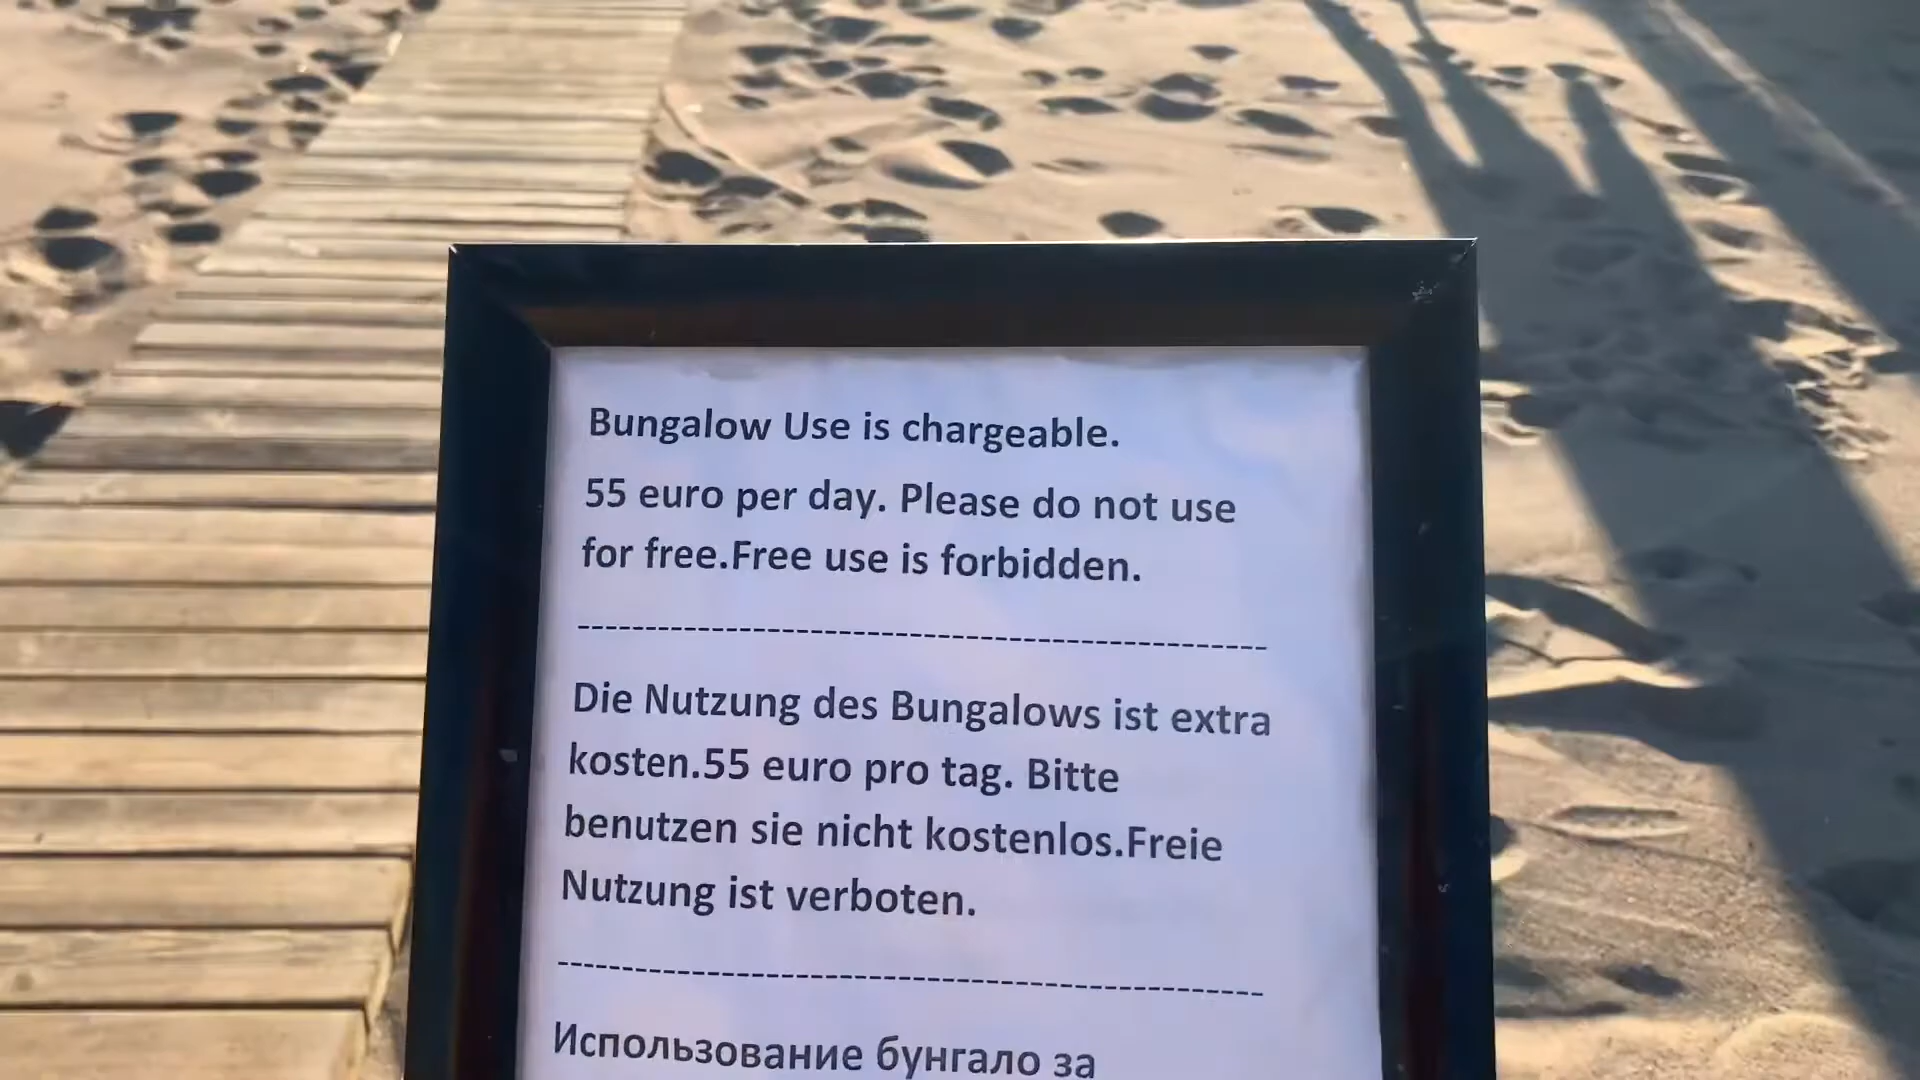 Bungalow Use is chargeable.
55 euro per day. Please do not use
for free.Free use is forbidden.
--------------------------------------------------------------
Die Nutzung des Bungalows ist extra
kosten.55 euro pro tag. Bitte
benutzen sie nicht kostenlos.Freie
Nutzung ist verboten.
--------------------------------------------------------------
Использование бунгало за